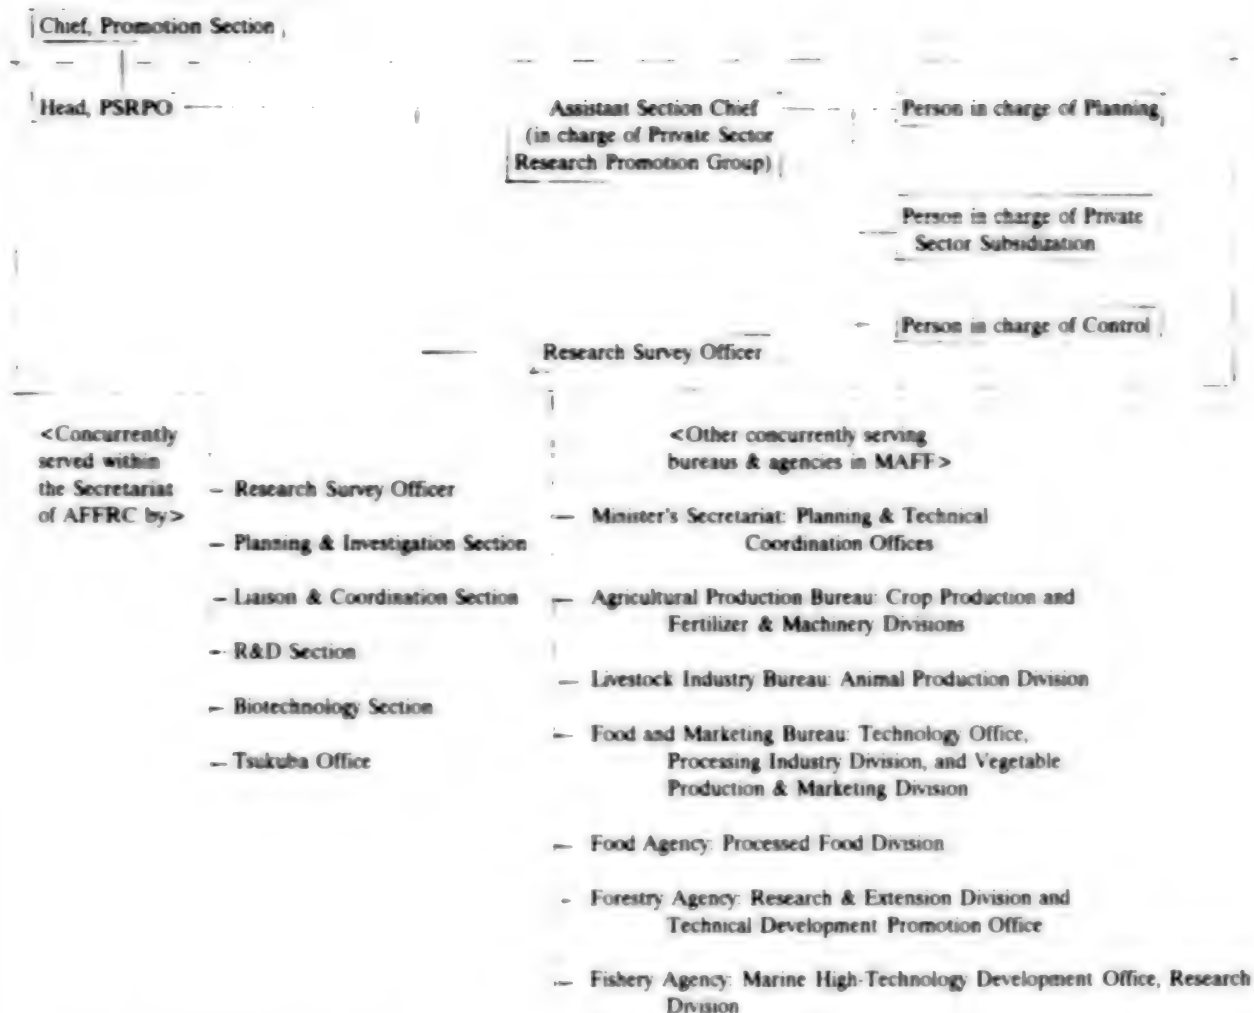 Chief, Promotion Section
Head, PSRPO
Assistant Section Chief
(in charge of Private Sector
Research Promotion Group)
Person in charge of Planning
Person in charge of Private
Sector Subsidization
Person in charge of Control
Research Survey Officer
<Concurrently
served within
the Secretariat
of AFFRC by>
– Research Survey Officer
– Planning & Investigation Section
– Liaison & Coordination Section
– R&D Section
– Biotechnology Section
– Tsukuba Office
<Other concurrently serving
bureaus & agencies in MAFF>
– Minister's Secretariat: Planning & Technical
Coordination Offices
– Agricultural Production Bureau: Crop Production and
Fertilizer & Machinery Divisions
– Livestock Industry Bureau: Animal Production Division
– Food and Marketing Bureau: Technology Office,
Processing Industry Division, and Vegetable
Production & Marketing Division
– Food Agency: Processed Food Division
– Forestry Agency: Research & Extension Division and
Technical Development Promotion Office
– Fishery Agency: Marine High-Technology Development Office, Research
Division